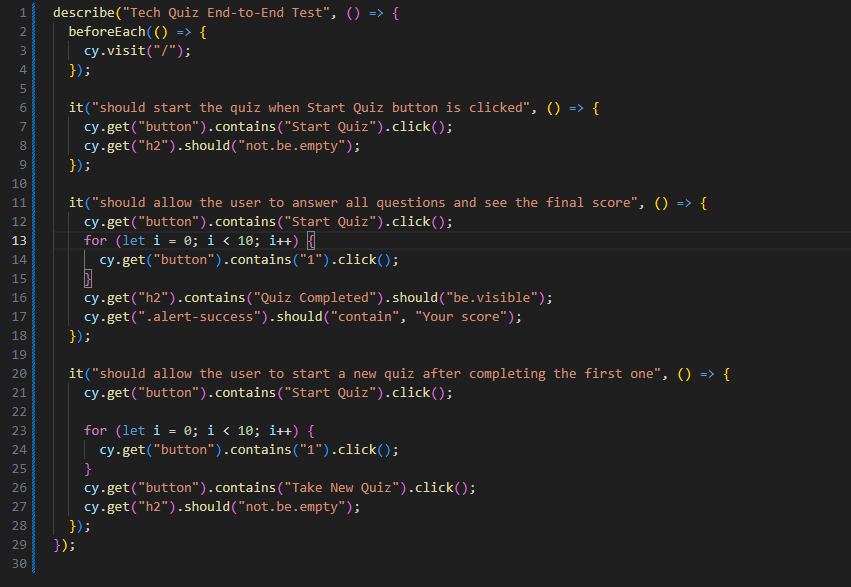 1 describe("Tech Quiz End-to-End Test", () => {
2   beforeEach(() => {
3     cy.visit("/");
4   });
5
6   it("should start the quiz when Start Quiz button is clicked", () => {
7     cy.get("button").contains("Start Quiz").click();
8     cy.get("h2").should("not.be.empty");
9   });
10
11   it("should allow the user to answer all questions and see the final score", () => {
12     cy.get("button").contains("Start Quiz").click();
13     for (let i = 0; i < 10; i++) {
14       cy.get("button").contains("1").click();
15     }
16     cy.get("h2").contains("Quiz Completed").should("be.visible");
17     cy.get(".alert-success").should("contain", "Your score");
18   });
19
20   it("should allow the user to start a new quiz after completing the first one", () => {
21     cy.get("button").contains("Start Quiz").click();
22
23     for (let i = 0; i < 10; i++) {
24       cy.get("button").contains("1").click();
25     }
26     cy.get("button").contains("Take New Quiz").click();
27     cy.get("h2").should("not.be.empty");
28   });
29 });
30